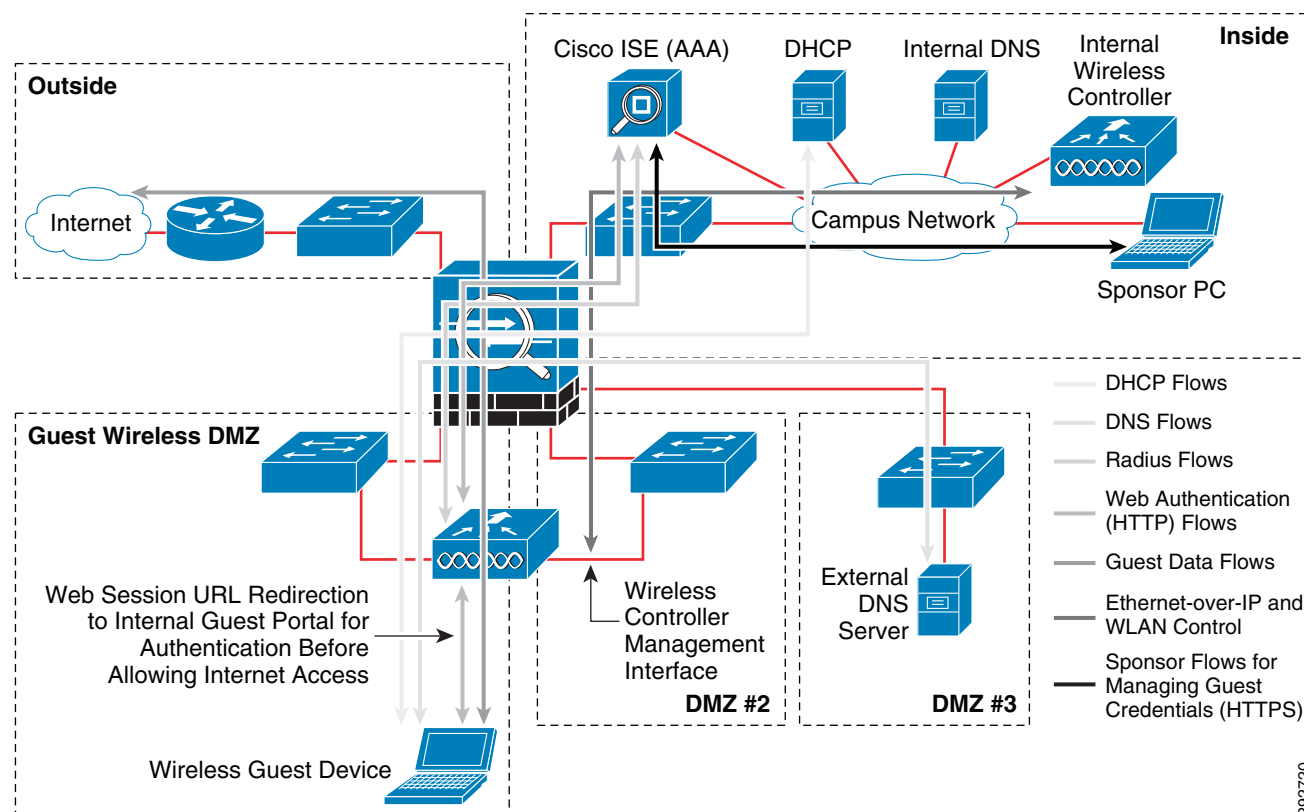 Outside
Internet
Inside
Cisco ISE (AAA)
DHCP
Internal DNS
Internal
Wireless
Controller
Campus Network
Sponsor PC
Guest Wireless DMZ
Web Session URL Redirection
to Internal Guest Portal for
Authentication Before
Allowing Internet Access
Wireless Guest Device
Wireless
Controller
Management
Interface
DMZ #2
External
DNS
Server
DMZ #3
DHCP Flows
DNS Flows
Radius Flows
Web Authentication
(HTTP) Flows
Guest Data Flows
Ethernet-over-IP and
WLAN Control
Sponsor Flows for
Managing Guest
Credentials (HTTPS)